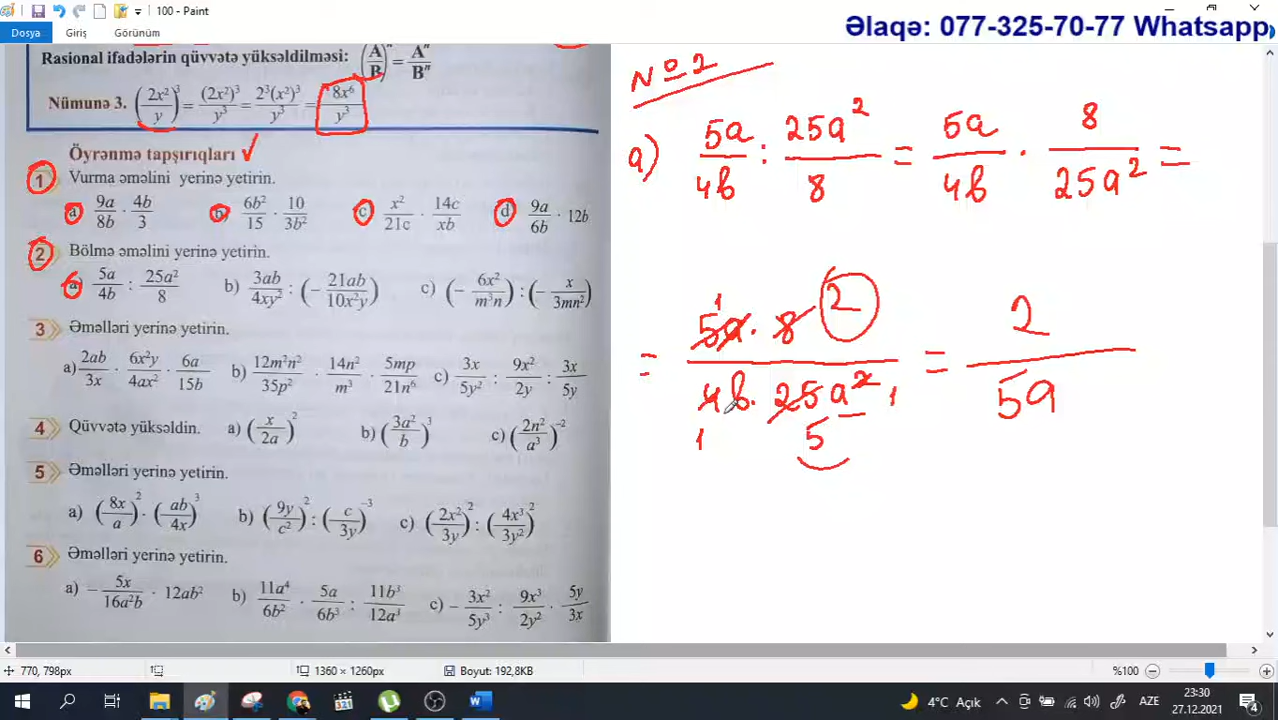 100 - Paint
Dosya Giriş Görünüm
Əlaqə: 077-325-70-77 Whatsapp
Rasional ifadələrin qüvvətə yüksəldilməsi: (A/B)ⁿ = Aⁿ/Bⁿ
Nümunə 3. (2x²/y)³ = (2x²)³/y³ = 2³(x²)³/y³ = 8x⁶/y³
Öyrənmə tapşırıqları
1 Vurma əməlini yerinə yetirin.
a) 9a/8b · 4b/3 b) 6b²/15 · 10/3b² c) x²/21c · 14c/xb d) 9a/6b · 12b
2 Bölmə əməlini yerinə yetirin.
a) 5a/4b : 25a²/8 b) 3ab/4xy² : (- 21ab/10x²y) c) (- 6x²/m³n) : (- x/3mn²)
3 Əməlləri yerinə yetirin.
a) 2ab/3x · 6x²y/4ax² · 6a/15b b) 12m²n²/35p² · 14n²/m³ · 5mp/21n⁶ c) 3x/5y² : 9x²/2y : 3x/5y
4 Qüvvətə yüksəldin. a) (x/2a)² b) (3a²/b)³ c) (2n²/a³)⁻²
5 Əməlləri yerinə yetirin.
a) (8x/a)² · (ab/4x)³ b) (9y/c²)² : (c/3y)⁻³ c) (2x²/3y)² : (4x³/3y²)²
6 Əməlləri yerinə yetirin.
a) - 5x/16a²b · 12ab² b) 11a⁴/6b² · 5a/6b³ : 11b³/12a³ c) - 3x²/5y³ : 9x³/2y² · 5y/3x
№ 2
a) 5a/4b : 25a²/8 = 5a/4b · 8/25a² =
1 2
= 5a · 8 / 4b · 25a² = 2/5a
1 5 1
770, 798px 1360 × 1260px Boyut: 192,8KB %100
4°C Açık AZE 23:30
27.12.2021 4